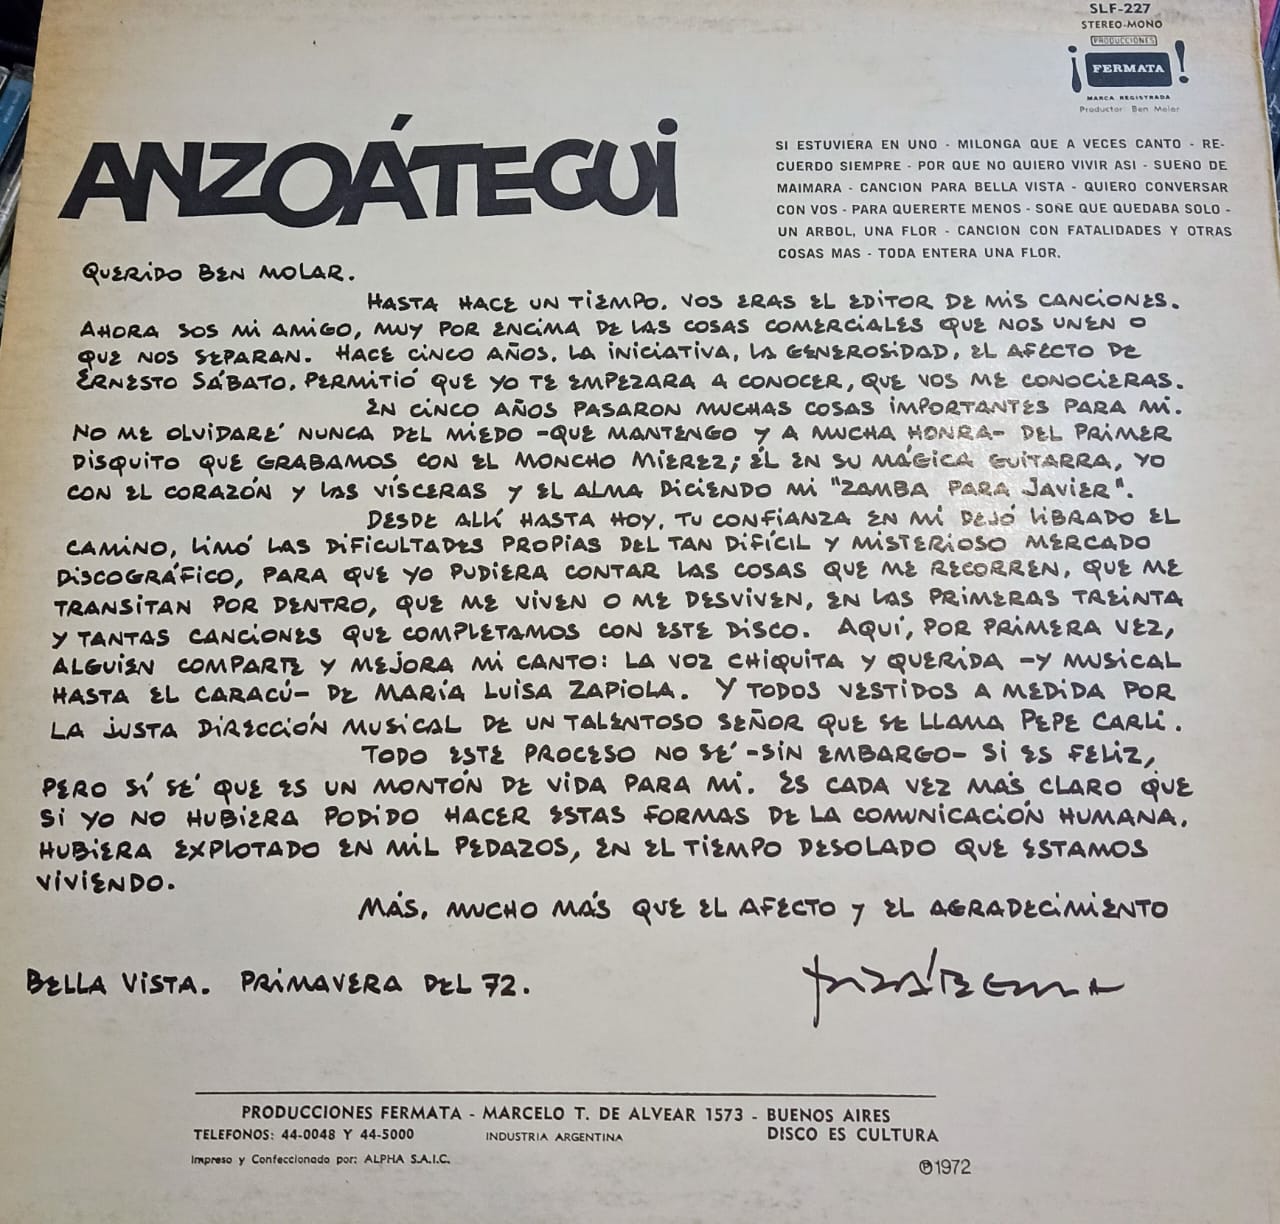 SLF-227
STEREO-MONO
PRODUCCIONES
¡FERMATA!
MARCA REGISTRADA
Productor: Ben Molar
ANZOÁTEGUI
SI ESTUVIERA EN UNO - MILONGA QUE A VECES CANTO - RE-
CUERDO SIEMPRE - POR QUE NO QUIERO VIVIR ASI - SUEÑO DE
MAIMARA - CANCION PARA BELLA VISTA - QUIERO CONVERSAR
CON VOS - PARA QUERERTE MENOS - SOÑE QUE QUEDABA SOLO -
UN ARBOL, UNA FLOR - CANCION CON FATALIDADES Y OTRAS
COSAS MAS - TODA ENTERA UNA FLOR.
QUERIDO BEN MOLAR.
HASTA HACE UN TIEMPO, VOS ERAS EL EDITOR DE MIS CANCIONES.
AHORA SOS MI AMIGO, MUY POR ENCIMA DE LAS COSAS COMERCIALES QUE NOS UNEN O
QUE NOS SEPARAN. HACE CINCO AÑOS, LA INICIATIVA, LA GENEROSIDAD, EL AFECTO DE
ERNESTO SÁBATO, PERMITIÓ QUE YO TE EMPEZARA A CONOCER, QUE VOS ME CONOCIERAS.
EN CINCO AÑOS PASARON MUCHAS COSAS IMPORTANTES PARA MI.
NO ME OLVIDARÉ NUNCA DEL MIEDO -QUE MANTENGO Y A MUCHA HONRA- DEL PRIMER
DISQUITO QUE GRABAMOS CON EL MONCHO MIEREZ; ÉL EN SU MÁGICA GUITARRA, YO
CON EL CORAZÓN Y LAS VÍSCERAS Y EL ALMA DICIENDO MI "ZAMBA PARA JAVIER".
DESDE ALLÍ HASTA HOY, TU CONFIANZA EN MI DEJÓ LIBRADO EL
CAMINO, LIMÓ LAS DIFICULTADES PROPIAS DEL TAN DIFÍCIL Y MISTERIOSO MERCADO
DISCOGRÁFICO, PARA QUE YO PUDIERA CONTAR LAS COSAS QUE ME RECORREN, QUE ME
TRANSITAN POR DENTRO, QUE ME VIVEN O ME DESVIVEN, EN LAS PRIMERAS TREINTA
Y TANTAS CANCIONES QUE COMPLETAMOS CON ESTE DISCO. AQUÍ, POR PRIMERA VEZ,
ALGUIEN COMPARTE Y MEJORA MI CANTO: LA VOZ CHIQUITA Y QUERIDA -Y MUSICAL
HASTA EL CARACÚ- DE MARÍA LUISA ZAPIOLA. Y TODOS VESTIDOS A MEDIDA POR
LA JUSTA DIRECCIÓN MUSICAL DE UN TALENTOSO SEÑOR QUE SE LLAMA PEPE CARLI.
TODO ESTE PROCESO NO SÉ -SIN EMBARGO- SI ES FELIZ,
PERO SÍ SÉ QUE ES UN MONTÓN DE VIDA PARA MI. ES CADA VEZ MÁS CLARO QUE
SI YO NO HUBIERA PODIDO HACER ESTAS FORMAS DE LA COMUNICACIÓN HUMANA,
HUBIERA EXPLOTADO EN MIL PEDAZOS, EN EL TIEMPO DESOLADO QUE ESTAMOS
VIVIENDO.
MÁS, MUCHO MÁS QUE EL AFECTO Y EL AGRADECIMIENTO
BELLA VISTA. PRIMAVERA DEL 72.
PRODUCCIONES FERMATA - MARCELO T. DE ALVEAR 1573 - BUENOS AIRES
TELEFONOS: 44-0048 Y 44-5000 INDUSTRIA ARGENTINA DISCO ES CULTURA
Impreso y Confeccionado por: ALPHA S.A.I.C.
Ⓟ1972